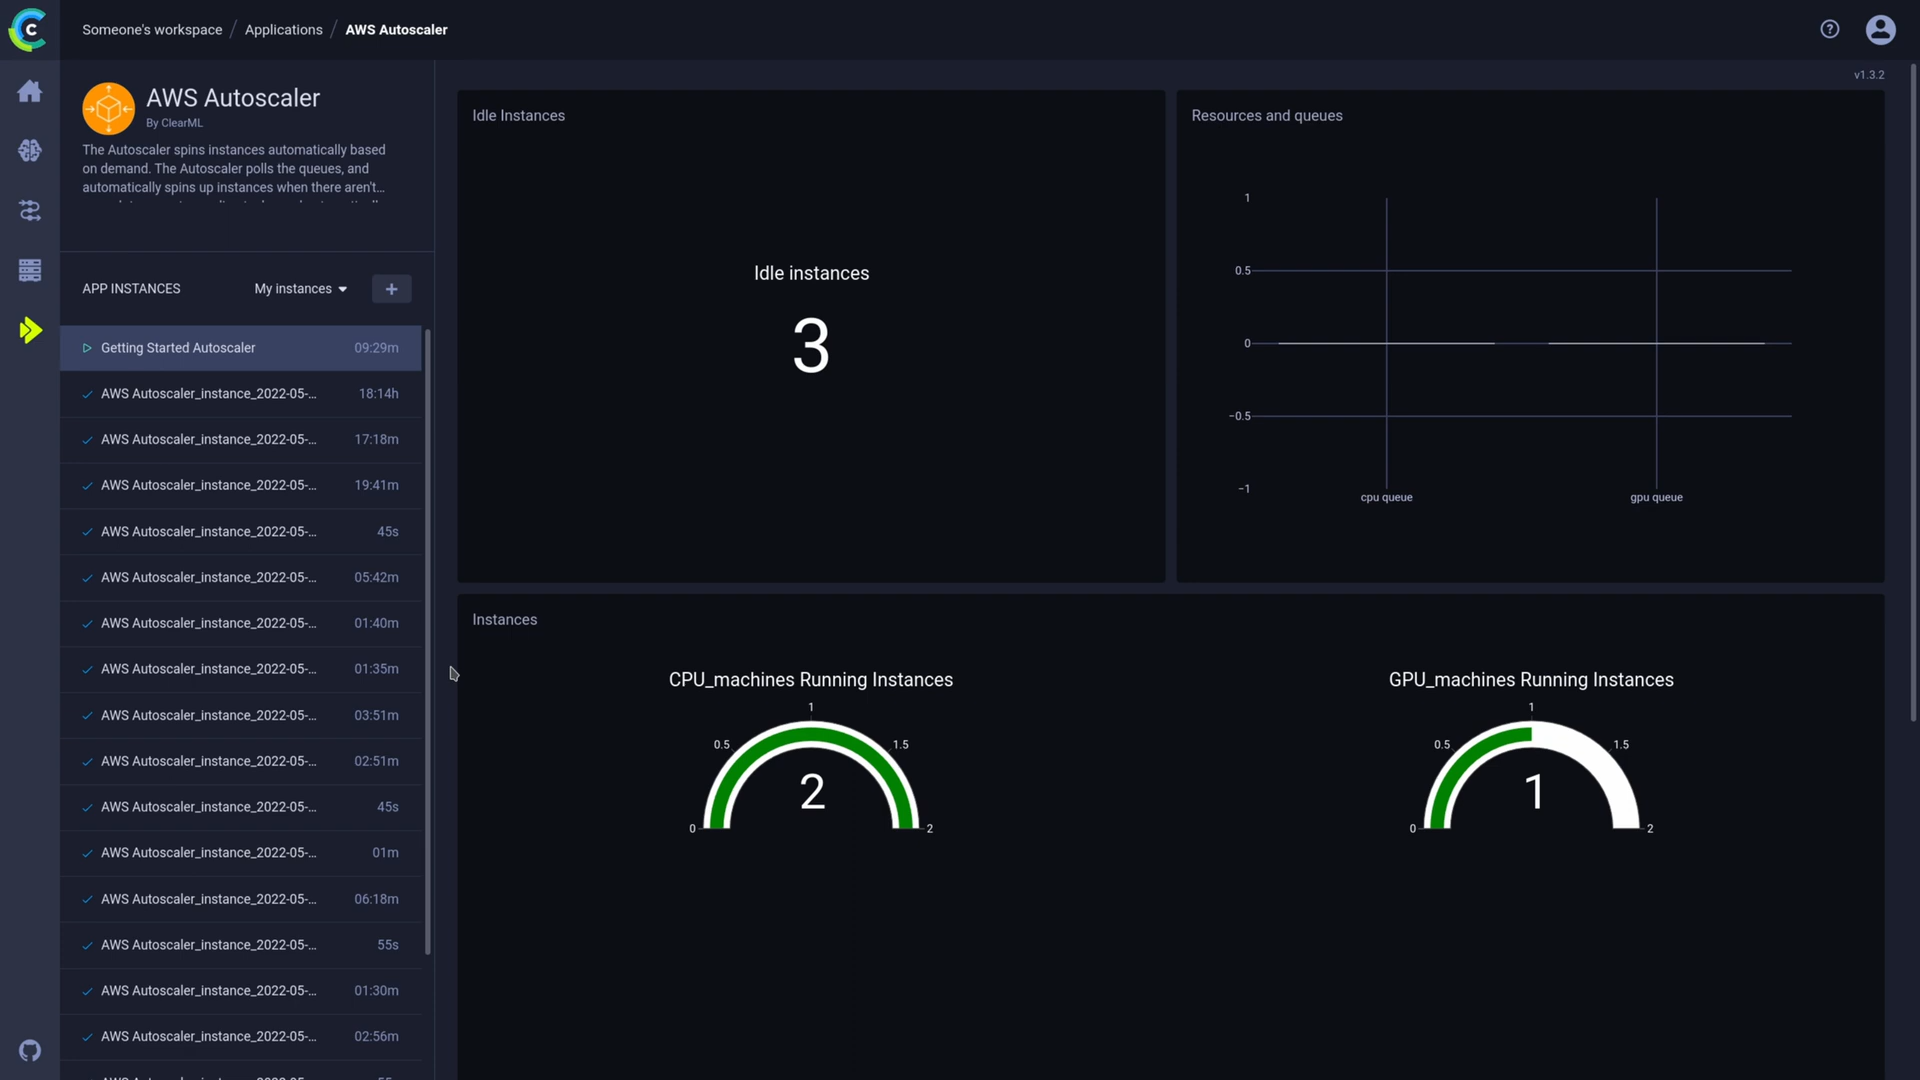 Someone's workspace / Applications / AWS Autoscaler
v1.3.2
AWS Autoscaler
By ClearML
The Autoscaler spins instances automatically based
on demand. The Autoscaler polls the queues, and
automatically spins up instances when there aren't...
APP INSTANCES My instances +
Getting Started Autoscaler 09:29m
AWS Autoscaler_instance_2022-05-... 18:14h
AWS Autoscaler_instance_2022-05-... 17:18m
AWS Autoscaler_instance_2022-05-... 19:41m
AWS Autoscaler_instance_2022-05-... 45s
AWS Autoscaler_instance_2022-05-... 05:42m
AWS Autoscaler_instance_2022-05-... 01:40m
AWS Autoscaler_instance_2022-05-... 01:35m
AWS Autoscaler_instance_2022-05-... 03:51m
AWS Autoscaler_instance_2022-05-... 02:51m
AWS Autoscaler_instance_2022-05-... 45s
AWS Autoscaler_instance_2022-05-... 01m
AWS Autoscaler_instance_2022-05-... 06:18m
AWS Autoscaler_instance_2022-05-... 55s
AWS Autoscaler_instance_2022-05-... 01:30m
AWS Autoscaler_instance_2022-05-... 02:56m
Idle Instances
Idle instances
3
Resources and queues
1
0.5
0
−0.5
−1
cpu queue gpu queue
Instances
CPU_machines Running Instances
1
0.5 1.5
2
0 2
GPU_machines Running Instances
1
0.5 1.5
1
0 2